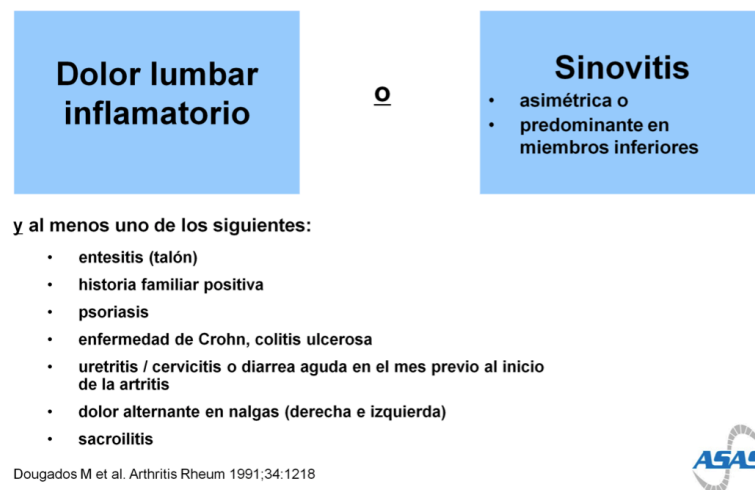 Dolor lumbar
inflamatorio
o
Sinovitis
• asimétrica o
• predominante en
miembros inferiores
y al menos uno de los siguientes:
• entesitis (talón)
• historia familiar positiva
• psoriasis
• enfermedad de Crohn, colitis ulcerosa
• uretritis / cervicitis o diarrea aguda en el mes previo al inicio
de la artritis
• dolor alternante en nalgas (derecha e izquierda)
• sacroilitis
Dougados M et al. Arthritis Rheum 1991;34:1218
ASAS